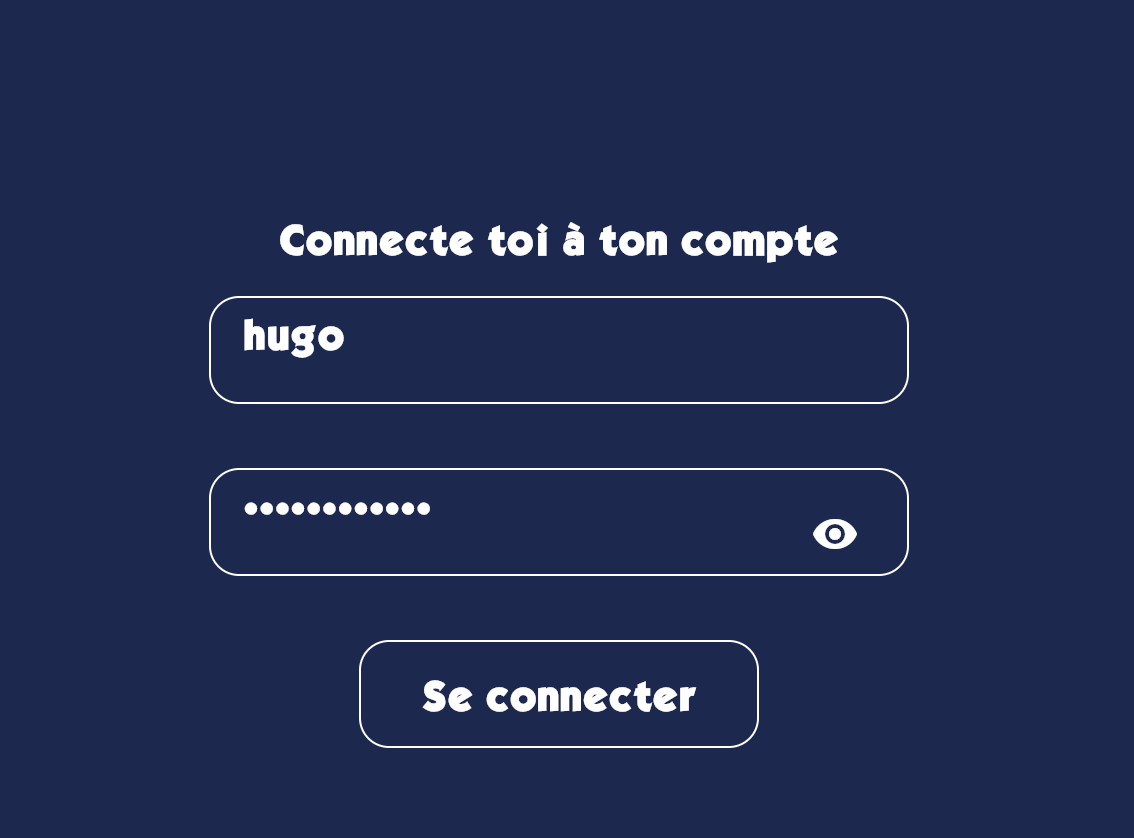 Connecte toi à ton compte
hugo
••••••••••••
Se connecter